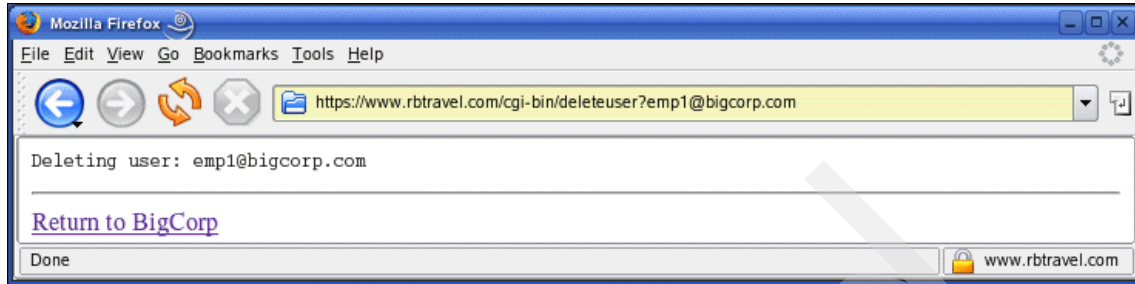 Mozilla Firefox
File Edit View Go Bookmarks Tools Help
https://www.rbtravel.com/cgi-bin/deleteuser?emp1@bigcorp.com
Deleting user: emp1@bigcorp.com
Return to BigCorp
Done www.rbtravel.com